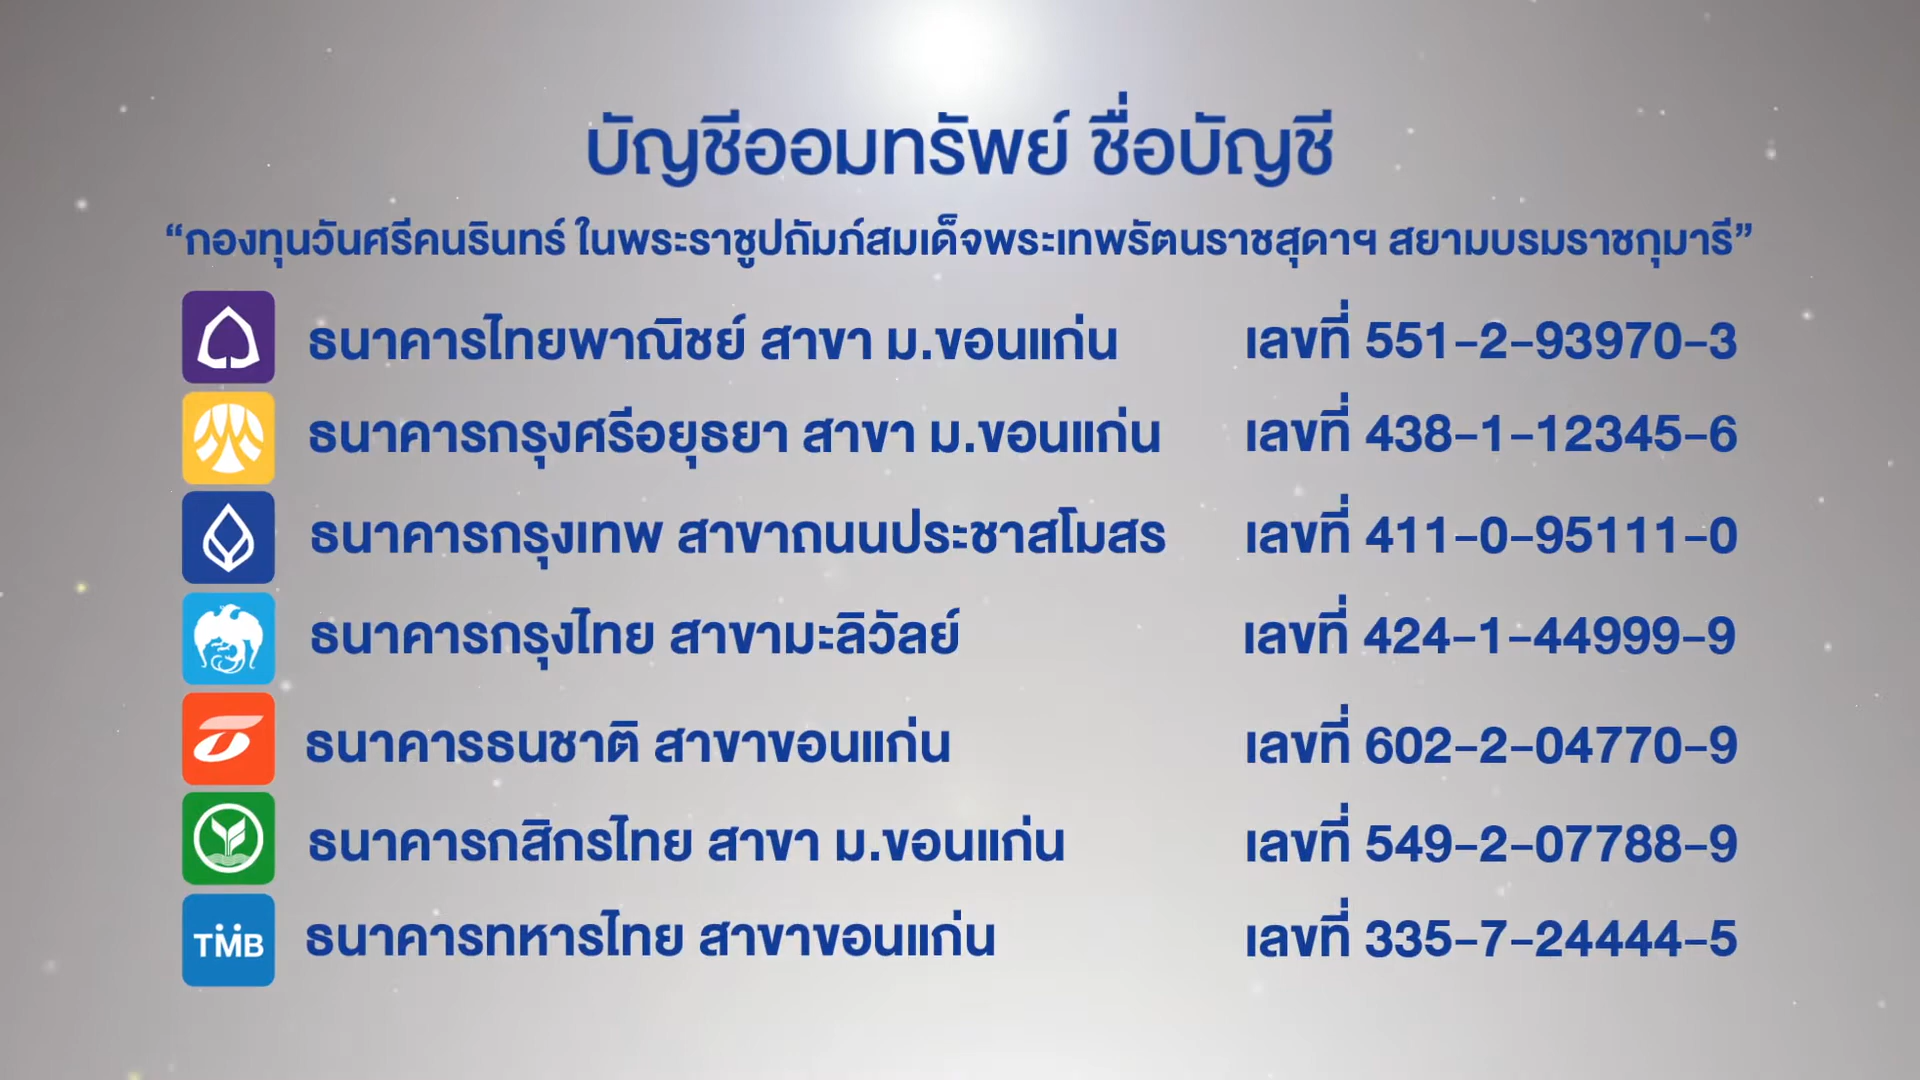 บัญชีออมทรัพย์ ชื่อบัญชี
“กองทุนวันศรีคนรินทร์ ในพระราชูปถัมภ์สมเด็จพระเทพรัตนราชสุดาฯ สยามบรมราชกุมารี”
ธนาคารไทยพาณิชย์ สาขา ม.ขอนแก่น เลขที่ 551-2-93970-3
ธนาคารกรุงศรีอยุธยา สาขา ม.ขอนแก่น เลขที่ 438-1-12345-6
ธนาคารกรุงเทพ สาขาถนนประชาสโมสร เลขที่ 411-0-95111-0
ธนาคารกรุงไทย สาขามะลิวัลย์ เลขที่ 424-1-44999-9
ธนาคารธนชาติ สาขาขอนแก่น เลขที่ 602-2-04770-9
ธนาคารกสิกรไทย สาขา ม.ขอนแก่น เลขที่ 549-2-07788-9
TMB ธนาคารทหารไทย สาขาขอนแก่น เลขที่ 335-7-24444-5